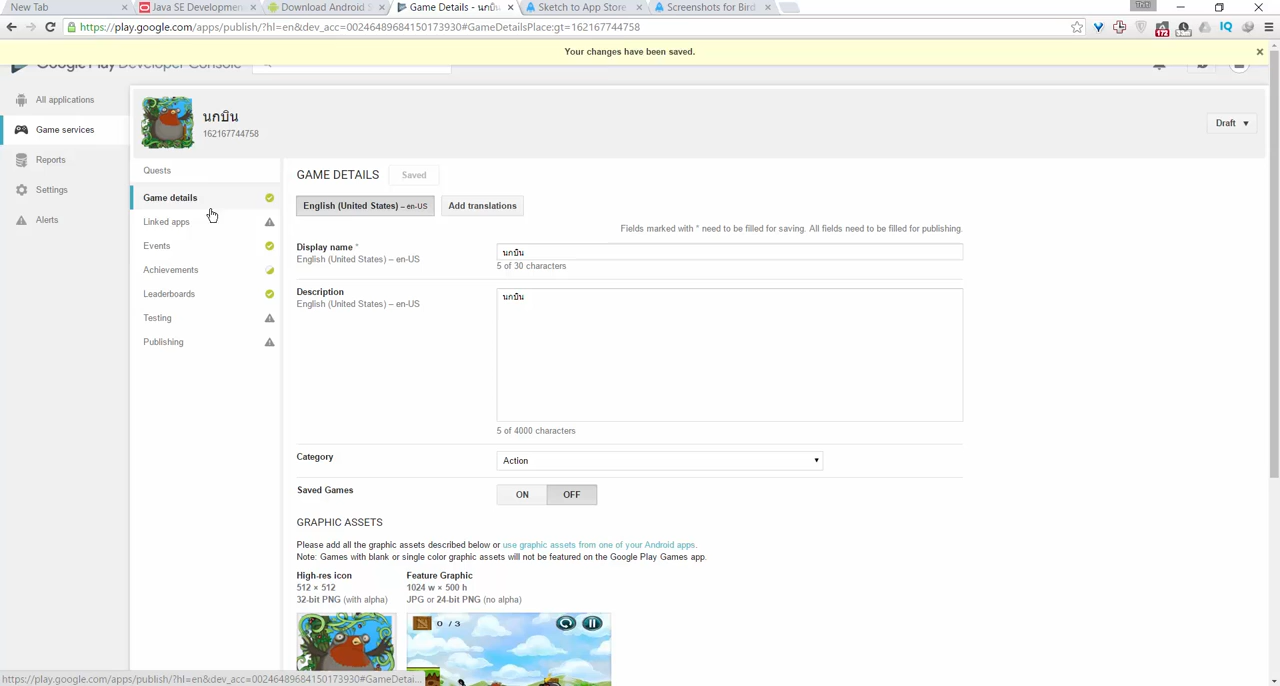 New Tab
Java SE Developmen
Download Android S
Game Details - นกบิน
Sketch to App Store
Screenshots for Bird
Thiti
https://play.google.com/apps/publish/?hl=en&dev_acc=00246489684150173930#GameDetailsPlace:gt=162167744758
Your changes have been saved.
Google Play Developer Console
All applications
Game services
Reports
Settings
Alerts
นกบิน
162167744758
Draft
Quests
Game details
Linked apps
Events
Achievements
Leaderboards
Testing
Publishing
GAME DETAILS
Saved
English (United States) – en-US
Add translations
Fields marked with * need to be filled for saving. All fields need to be filled for publishing.
Display name *
English (United States) – en-US
นกบิน
5 of 30 characters
Description
English (United States) – en-US
นกบิน
5 of 4000 characters
Category
Action
Saved Games
ON
OFF
GRAPHIC ASSETS
Please add all the graphic assets described below or use graphic assets from one of your Android apps.
Note: Games with blank or single color graphic assets will not be featured on the Google Play Games app.
High-res icon
512 × 512
32-bit PNG (with alpha)
Feature Graphic
1024 w × 500 h
JPG or 24-bit PNG (no alpha)
0 / 3
https://play.google.com/apps/publish/?hl=en&dev_acc=00246489684150173930#GameDetai...